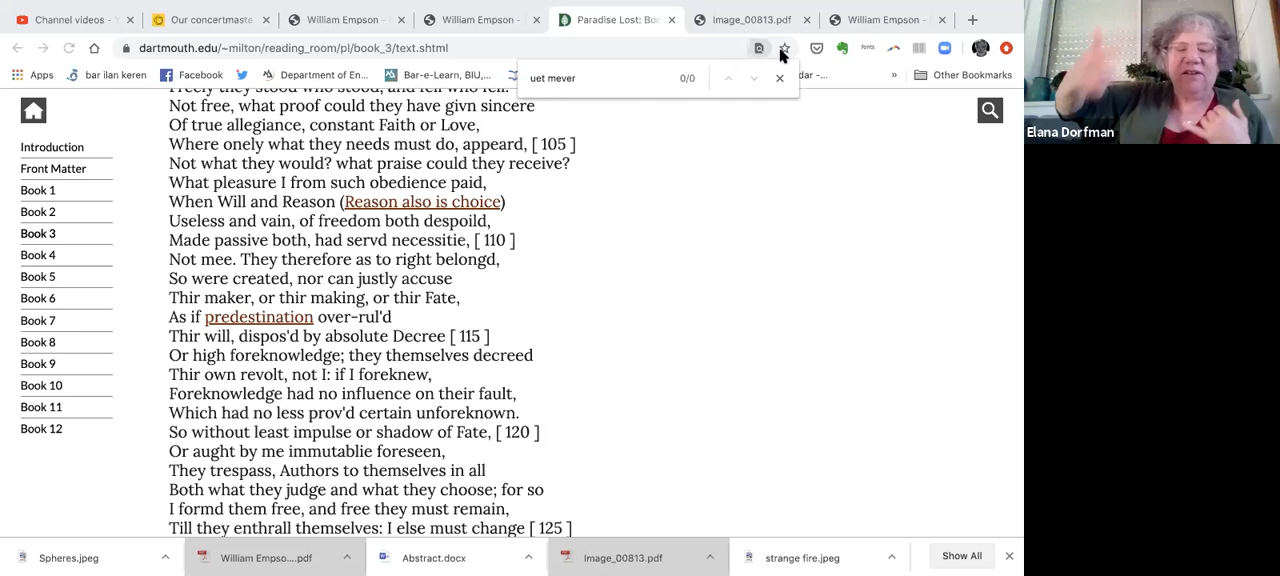 Channel videos - Y
Our concertmaste
William Empson -
William Empson -
Paradise Lost: Boo
Image_00813.pdf
William Empson -
dartmouth.edu/~milton/reading_room/pl/book_3/text.shtml
Apps
bar ilan keren
Facebook
Department of En...
Bar-e-Learn, BIU,...
dar -...
»
Other Bookmarks
uet mever
0/0
Elana Dorfman
Introduction
Front Matter
Book 1
Book 2
Book 3
Book 4
Book 5
Book 6
Book 7
Book 8
Book 9
Book 10
Book 11
Book 12
Freely they stood who stood, and fell who fell.
Not free, what proof could they have givn sincere
Of true allegiance, constant Faith or Love,
Where onely what they needs must do, appeard, [ 105 ]
Not what they would? what praise could they receive?
What pleasure I from such obedience paid,
When Will and Reason (Reason also is choice)
Useless and vain, of freedom both despoild,
Made passive both, had servd necessitie, [ 110 ]
Not mee. They therefore as to right belongd,
So were created, nor can justly accuse
Thir maker, or thir making, or thir Fate,
As if predestination over-rul'd
Thir will, dispos'd by absolute Decree [ 115 ]
Or high foreknowledge; they themselves decreed
Thir own revolt, not I: if I foreknew,
Foreknowledge had no influence on their fault,
Which had no less prov'd certain unforeknown.
So without least impulse or shadow of Fate, [ 120 ]
Or aught by me immutablie foreseen,
They trespass, Authors to themselves in all
Both what they judge and what they choose; for so
I formd them free, and free they must remain,
Till they enthrall themselves: I else must change [ 125 ]
Spheres.jpeg
William Empso....pdf
Abstract.docx
Image_00813.pdf
strange fire.jpeg
Show All